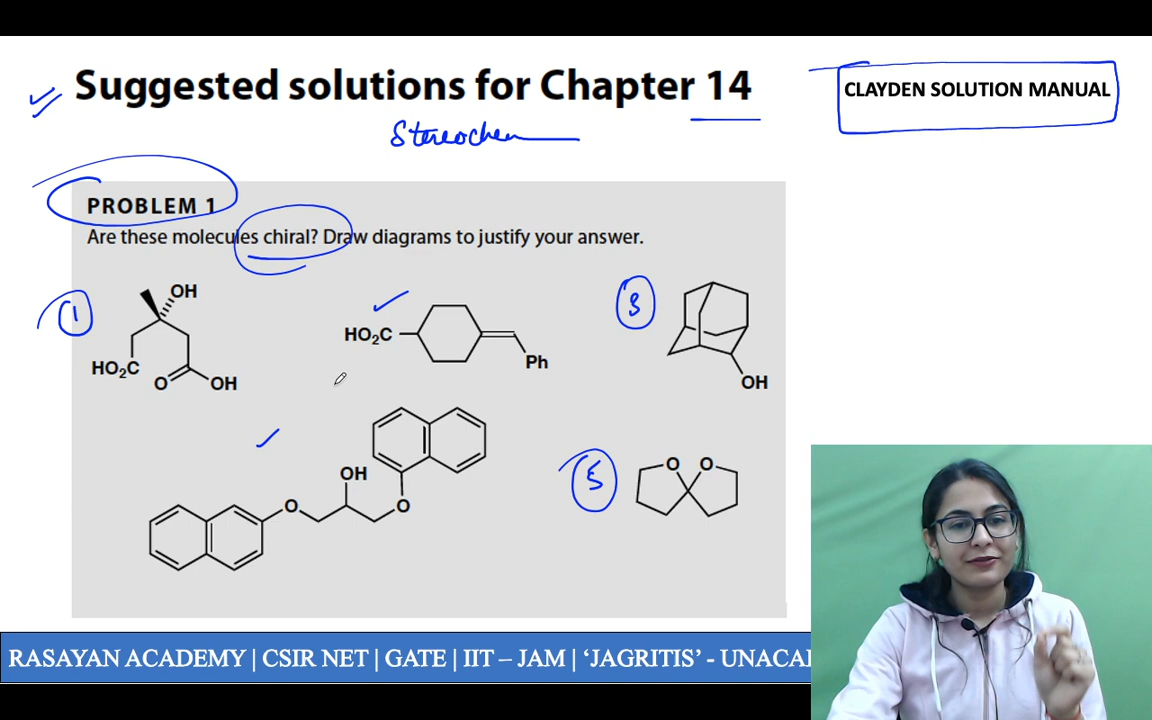 Suggested solutions for Chapter 14
CLAYDEN SOLUTION MANUAL
PROBLEM 1
Are these molecules chiral? Draw diagrams to justify your answer.
1
OH
HO₂C
O
OH
HO₂C
Ph
3
OH
OH
O
O
5
O
O
RASAYAN ACADEMY | CSIR NET | GATE | IIT – JAM | ‘JAGRITIS’ - UNACA